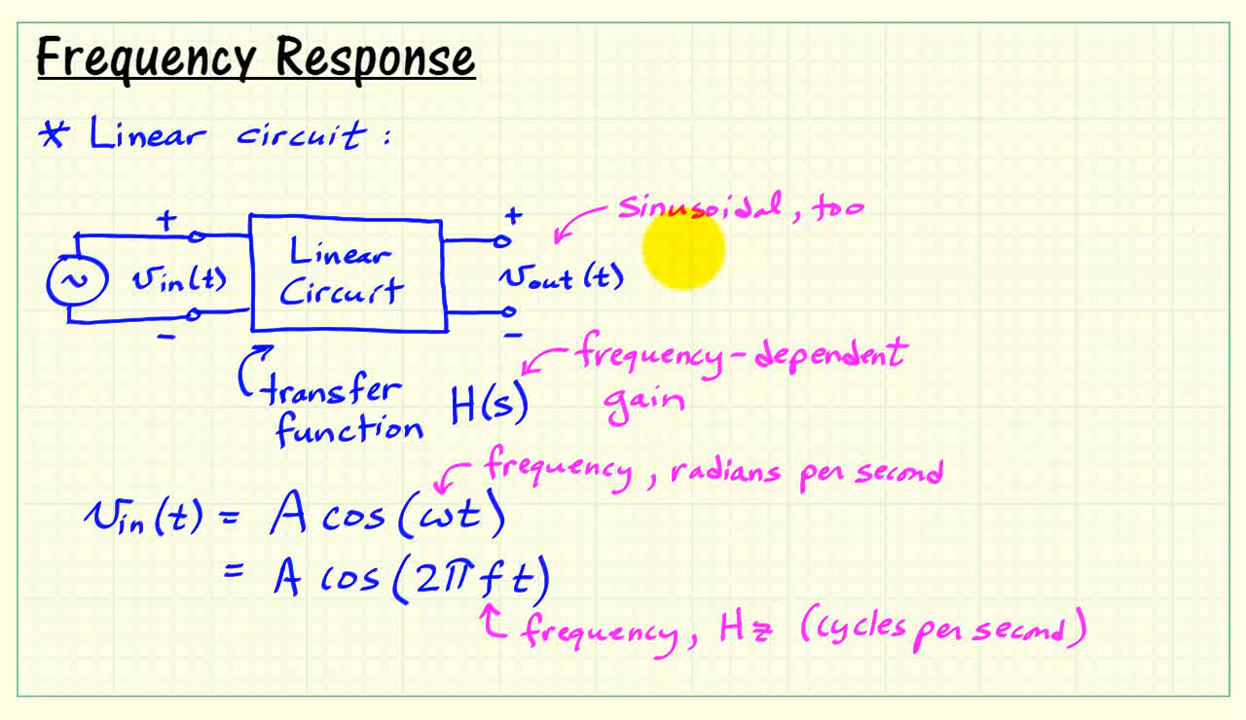 Frequency Response
* Linear circuit :
sinusoidal, too
+ +
~ Vin(t) Linear Circuit Vout(t)
- -
frequency-dependent
gain
transfer
function H(s)
frequency, radians per second
Vin(t) = A cos(ωt)
= A cos(2πft)
frequency, Hz (cycles per second)